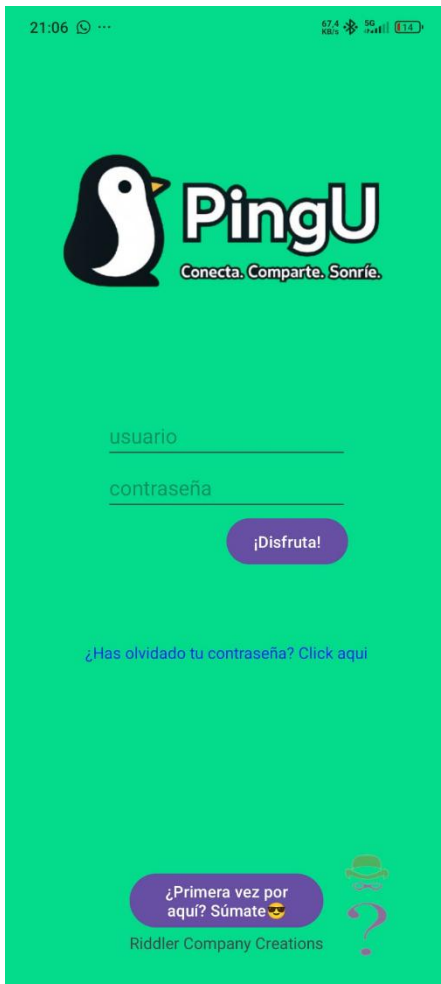 21:06
67,4
KB/s
5G
14
PingU
Conecta. Comparte. Sonríe.
usuario
contraseña
¡Disfruta!
¿Has olvidado tu contraseña? Click aqui
¿Primera vez por
aquí? Súmate😎
Riddler Company Creations
?